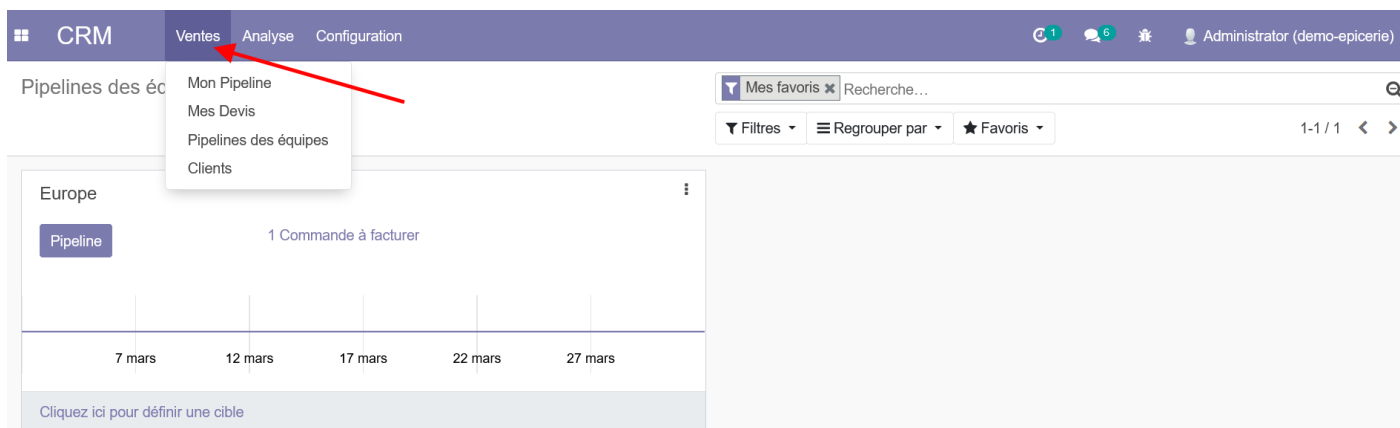 CRM Ventes Analyse Configuration 1 6 Administrator (demo-epicerie)
Pipelines des éq
Mon Pipeline
Mes Devis
Pipelines des équipes
Clients
Mes favoris Recherche...
Filtres Regrouper par Favoris 1-1 / 1
Europe
Pipeline 1 Commande à facturer
7 mars 12 mars 17 mars 22 mars 27 mars
Cliquez ici pour définir une cible